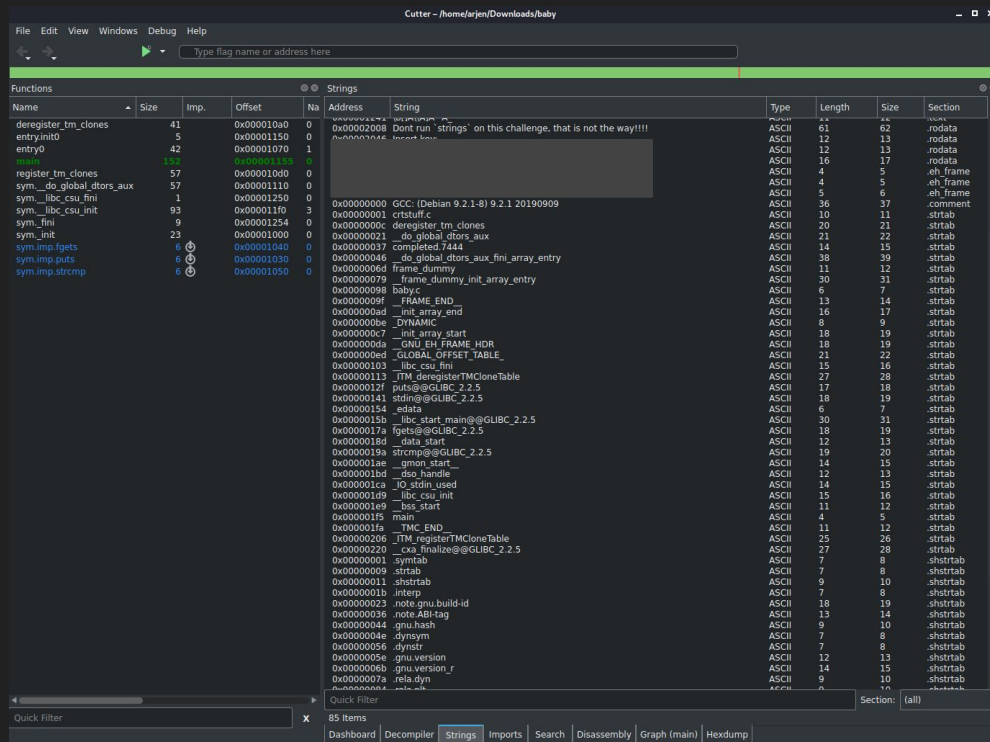 Cutter – /home/arjen/Downloads/baby
File Edit View Windows Debug Help
Type flag name or address here
Functions
Strings
Name Size Imp. Offset Na
deregister_tm_clones 41 0x000010a0 0
entry.init0 5 0x00001150 0
entry0 42 0x00001070 1
main 152 0x00001155 0
register_tm_clones 57 0x000010d0 0
sym.__do_global_dtors_aux 57 0x00001110 0
sym.__libc_csu_fini 1 0x00001250 0
sym.__libc_csu_init 93 0x000011f0 3
sym._fini 9 0x00001254 0
sym._init 23 0x00001000 0
sym.imp.fgets 6 0x00001040 0
sym.imp.puts 6 0x00001030 0
sym.imp.strcmp 6 0x00001050 0
Quick Filter X
Address String Type Length Size Section
0x00002008 Dont run `strings` on this challenge, that is not the way!!!! ASCII 61 62 .rodata
0x00002046 Insert key: ASCII 12 13 .rodata
ASCII 12 13 .rodata
ASCII 16 17 .rodata
ASCII 4 5 .eh_frame
ASCII 4 5 .eh_frame
ASCII 5 6 .eh_frame
0x00000000 GCC: (Debian 9.2.1-8) 9.2.1 20190909 ASCII 36 37 .comment
0x00000001 crtstuff.c ASCII 10 11 .strtab
0x0000000c deregister_tm_clones ASCII 20 21 .strtab
0x00000021 __do_global_dtors_aux ASCII 21 22 .strtab
0x00000037 completed.7444 ASCII 14 15 .strtab
0x00000046 __do_global_dtors_aux_fini_array_entry ASCII 38 39 .strtab
0x0000006d frame_dummy ASCII 11 12 .strtab
0x00000079 __frame_dummy_init_array_entry ASCII 30 31 .strtab
0x00000098 baby.c ASCII 6 7 .strtab
0x0000009f __FRAME_END__ ASCII 13 14 .strtab
0x000000ad __init_array_end ASCII 16 17 .strtab
0x000000be _DYNAMIC ASCII 8 9 .strtab
0x000000c7 __init_array_start ASCII 18 19 .strtab
0x000000da __GNU_EH_FRAME_HDR ASCII 18 19 .strtab
0x000000ed _GLOBAL_OFFSET_TABLE_ ASCII 21 22 .strtab
0x00000103 __libc_csu_fini ASCII 15 16 .strtab
0x00000113 _ITM_deregisterTMCloneTable ASCII 27 28 .strtab
0x0000012f puts@@GLIBC_2.2.5 ASCII 17 18 .strtab
0x00000141 stdin@@GLIBC_2.2.5 ASCII 18 19 .strtab
0x00000154 _edata ASCII 6 7 .strtab
0x0000015b __libc_start_main@@GLIBC_2.2.5 ASCII 30 31 .strtab
0x0000017a fgets@@GLIBC_2.2.5 ASCII 18 19 .strtab
0x0000018d __data_start ASCII 12 13 .strtab
0x0000019a strcmp@@GLIBC_2.2.5 ASCII 19 20 .strtab
0x000001ae __gmon_start__ ASCII 14 15 .strtab
0x000001bd __dso_handle ASCII 12 13 .strtab
0x000001ca _IO_stdin_used ASCII 14 15 .strtab
0x000001d9 __libc_csu_init ASCII 15 16 .strtab
0x000001e9 __bss_start ASCII 11 12 .strtab
0x000001f5 main ASCII 4 5 .strtab
0x000001fa __TMC_END__ ASCII 11 12 .strtab
0x00000206 _ITM_registerTMCloneTable ASCII 25 26 .strtab
0x00000220 __cxa_finalize@@GLIBC_2.2.5 ASCII 27 28 .strtab
0x00000001 .symtab ASCII 7 8 .shstrtab
0x00000009 .strtab ASCII 7 8 .shstrtab
0x00000011 .shstrtab ASCII 9 10 .shstrtab
0x0000001b .interp ASCII 7 8 .shstrtab
0x00000023 .note.gnu.build-id ASCII 18 19 .shstrtab
0x00000036 .note.ABI-tag ASCII 13 14 .shstrtab
0x00000044 .gnu.hash ASCII 9 10 .shstrtab
0x0000004e .dynsym ASCII 7 8 .shstrtab
0x00000056 .dynstr ASCII 7 8 .shstrtab
0x0000005e .gnu.version ASCII 12 13 .shstrtab
0x0000006b .gnu.version_r ASCII 14 15 .shstrtab
0x0000007a .rela.dyn ASCII 9 10 .shstrtab
Quick Filter Section: (all)
85 Items
Dashboard Decompiler Strings Imports Search Disassembly Graph (main) Hexdump